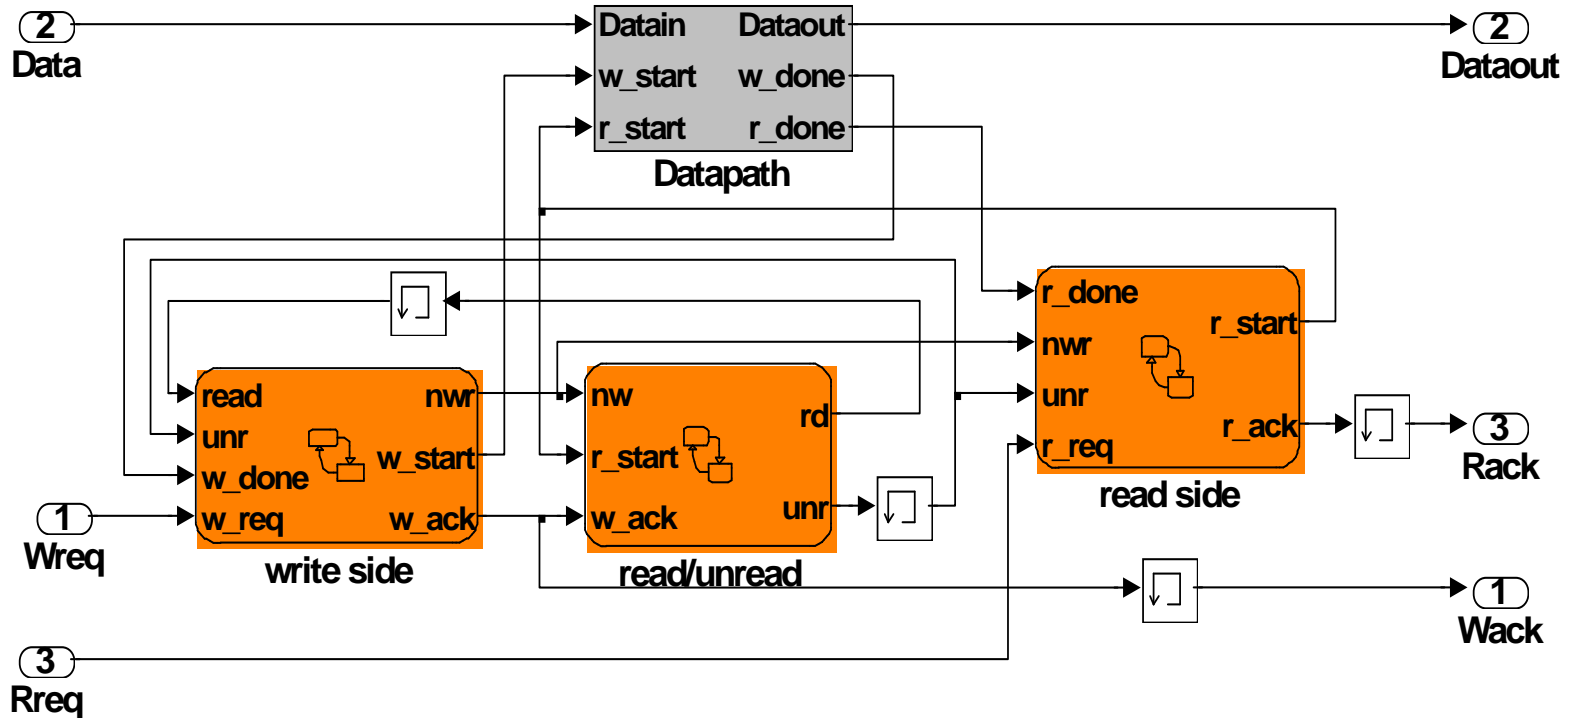 2
Data
Datain
Dataout
w_start
w_done
r_start
r_done
Datapath
2
Dataout
read
unr
w_done
w_req
nwr
w_start
w_ack
write side
1
Wreq
nw
r_start
w_ack
rd
unr
read/unread
r_done
nwr
unr
r_req
r_start
r_ack
read side
3
Rack
1
Wack
3
Rreq